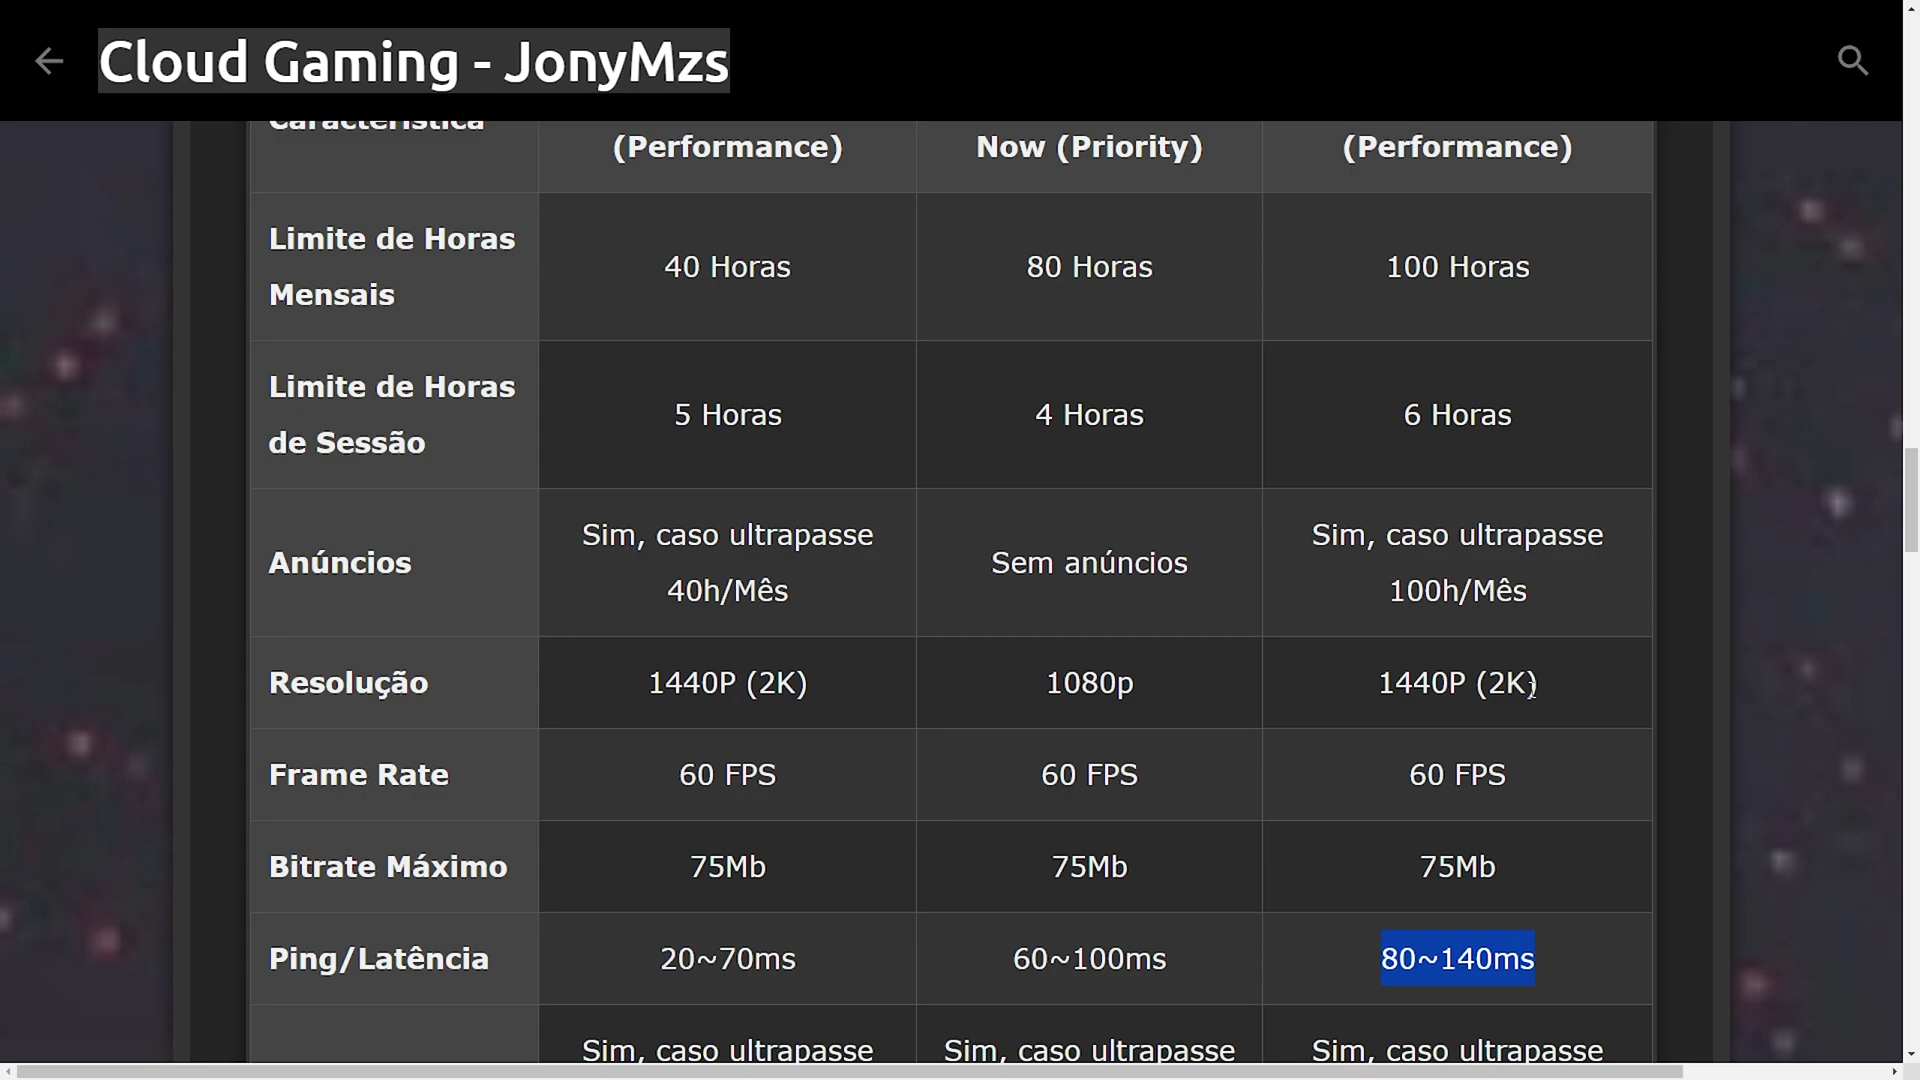 Cloud Gaming - JonyMzs
Característica
(Performance)
Now (Priority)
(Performance)
Limite de Horas
Mensais
40 Horas
80 Horas
100 Horas
Limite de Horas
de Sessão
5 Horas
4 Horas
6 Horas
Anúncios
Sim, caso ultrapasse
40h/Mês
Sem anúncios
Sim, caso ultrapasse
100h/Mês
Resolução
1440P (2K)
1080p
1440P (2K)
Frame Rate
60 FPS
60 FPS
60 FPS
Bitrate Máximo
75Mb
75Mb
75Mb
Ping/Latência
20~70ms
60~100ms
80~140ms
Sim, caso ultrapasse
Sim, caso ultrapasse
Sim, caso ultrapasse